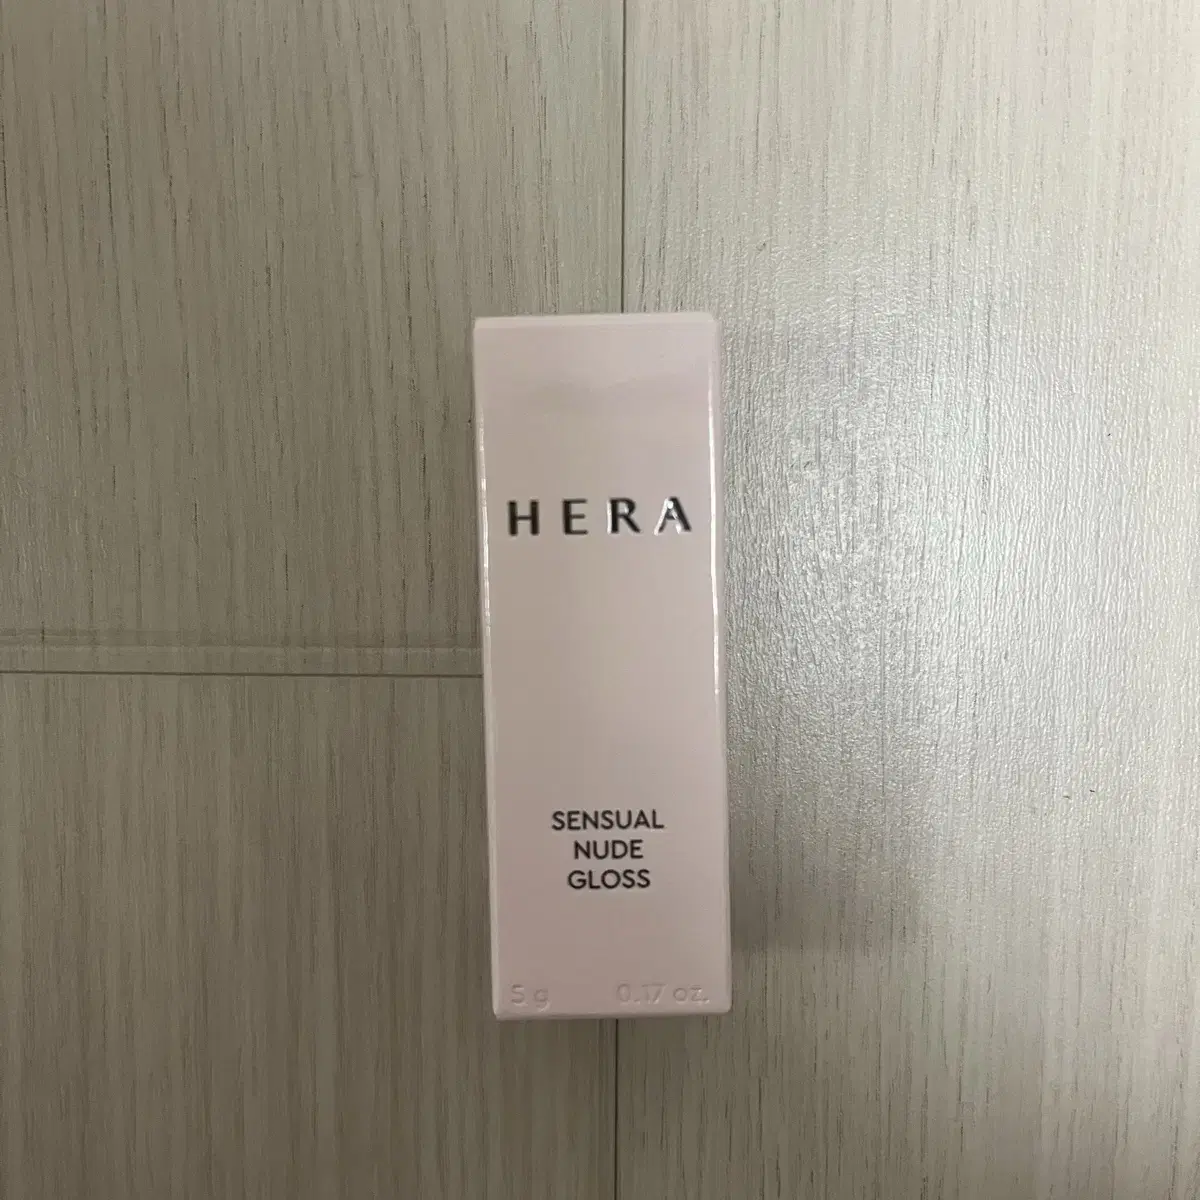 HERA
SENSUAL
NUDE
GLOSS
5 g 0.17 oz.